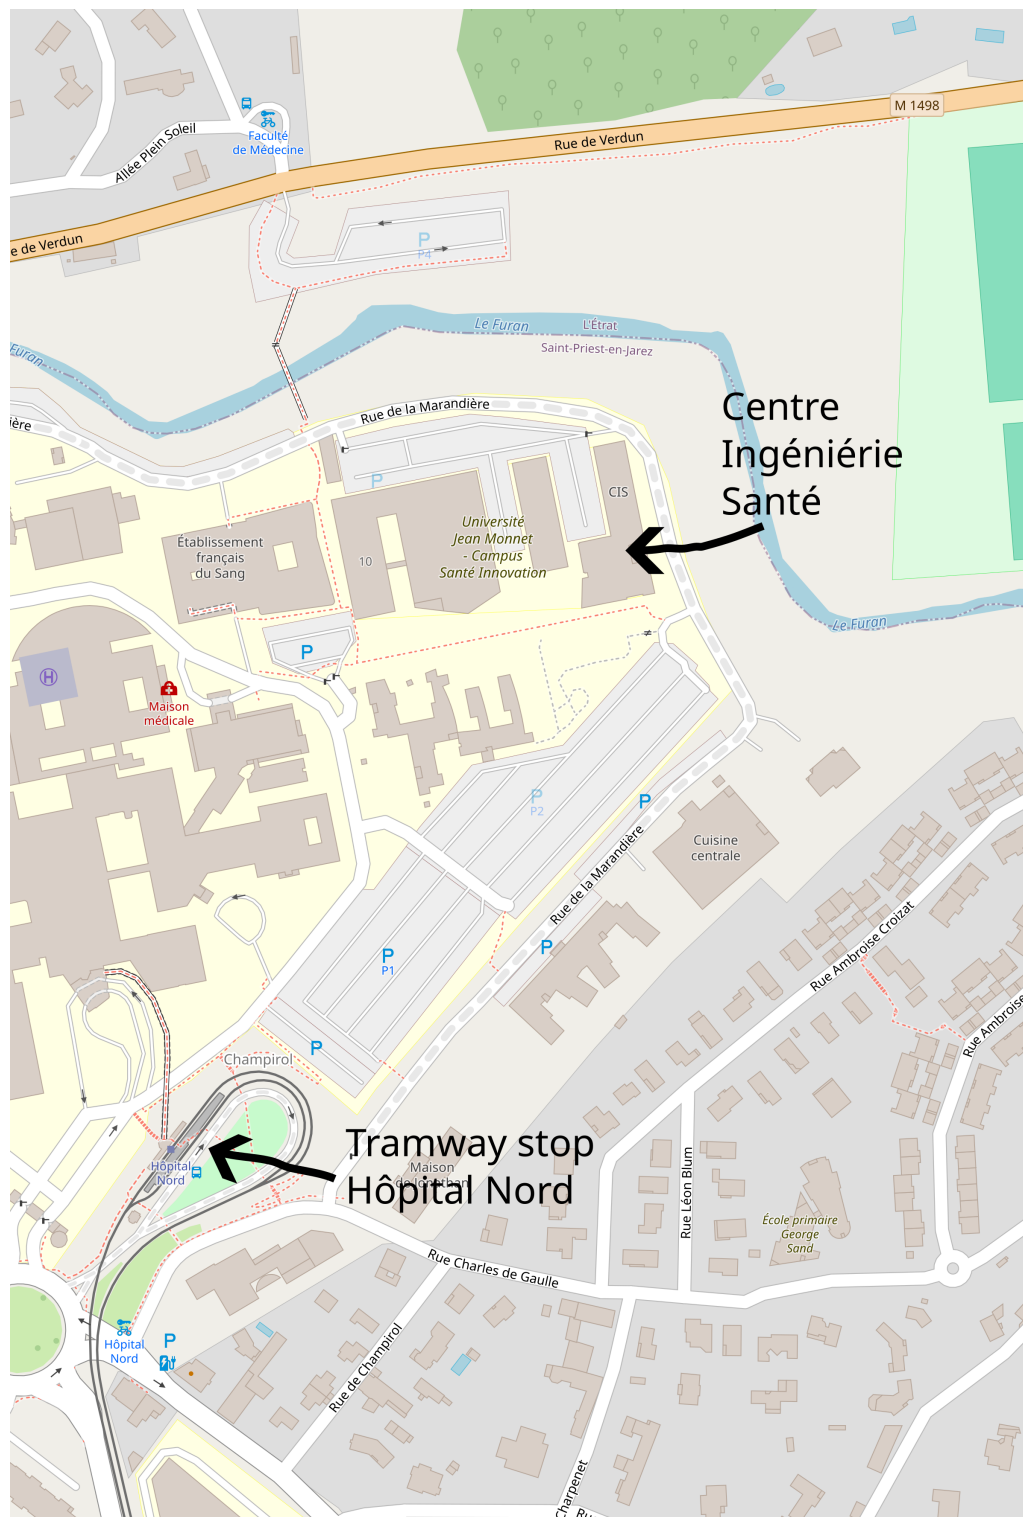 M 1498
Rue de Verdun
Allée Plein Soleil
Faculté
de Médecine
e de Verdun
P
P4
Le Furan
L'Étrat
Saint-Priest-en-Jarez
Furan
Rue de la Marandière
ière
Centre
Ingéniérie
Santé
P
CIS
Université
Jean Monnet
- Campus
Santé Innovation
10
Établissement
français
du Sang
Le Furan
P
H
Maison
médicale
P
P2
P
Cuisine
centrale
Rue de la Marandière
P
P
P1
Rue Ambroise Croizat
Rue Ambroise
P
Champirol
Tramway stop
Hôpital Nord
Hôpital
Nord
Maison
de Jonathan
Rue Léon Blum
École primaire
George
Sand
Rue Charles de Gaulle
Hôpital
Nord
P
Rue de Champirol
Charpenet
Ru